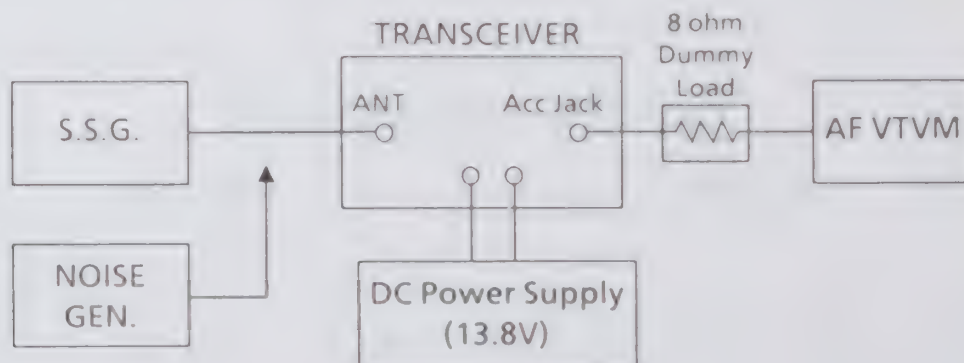 TRANSCEIVER
8 ohm
Dummy
Load
S.S.G.
ANT
Acc Jack
AF VTVM
NOISE
GEN.
DC Power Supply
(13.8V)